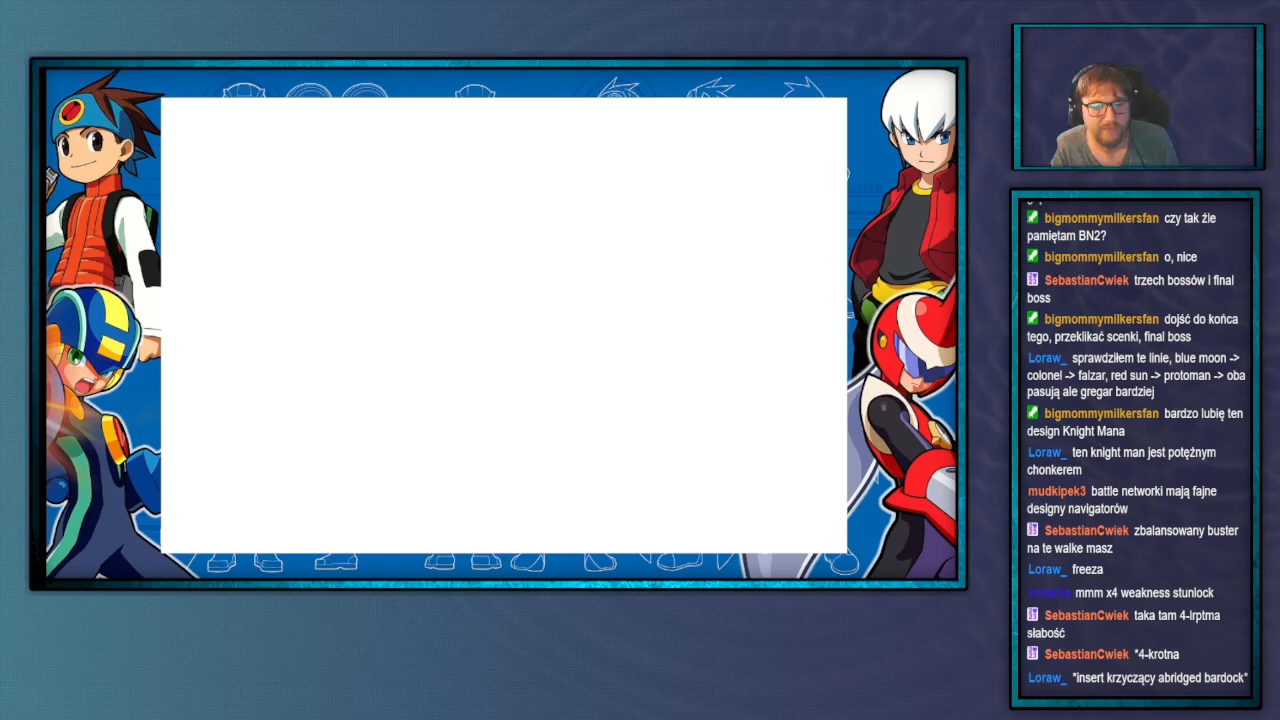 bigmommymilkersfan czy tak źle
pamiętam BN2?
bigmommymilkersfan o, nice
SebastianCwiek trzech bossów i final
boss
bigmommymilkersfan dojść do końca
tego, przeklikać scenki, final boss
Loraw_ sprawdziłem te linie, blue moon ->
colonel -> falzar, red sun -> protoman -> oba
pasują ale gregar bardziej
bigmommymilkersfan bardzo lubię ten
design Knight Mana
Loraw_ ten knight man jest potężnym
chonkerem
mudkipek3 battle networki mają fajne
designy navigatorów
SebastianCwiek zbalansowany buster
na te walke masz
Loraw_ freeza
mmm x4 weakness stunlock
SebastianCwiek taka tam 4-lrptma
słabość
SebastianCwiek *4-krotna
Loraw_ *insert krzyczący abridged bardock*